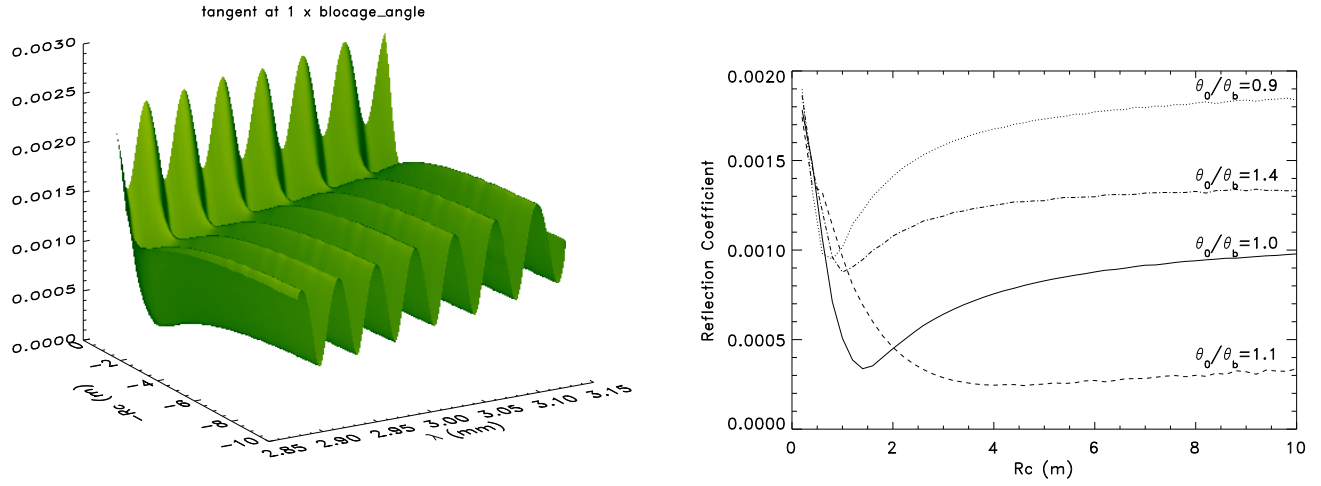 tangent at 1 x blocage_angle
0.0030
0.0025
0.0020
0.0015
0.0010
0.0005
0.0000
0
-2
-4
-6
-8
-10
-Rc (m)
2.85
2.90
2.95
3.00
3.05
3.10
3.15
λ (mm)
0.0020
0.0015
0.0010
0.0005
0.0000
Reflection Coefficient
θ0/θb=0.9
θ0/θb=1.4
θ0/θb=1.0
θ0/θb=1.1
0 2 4 6 8 10
Rc (m)